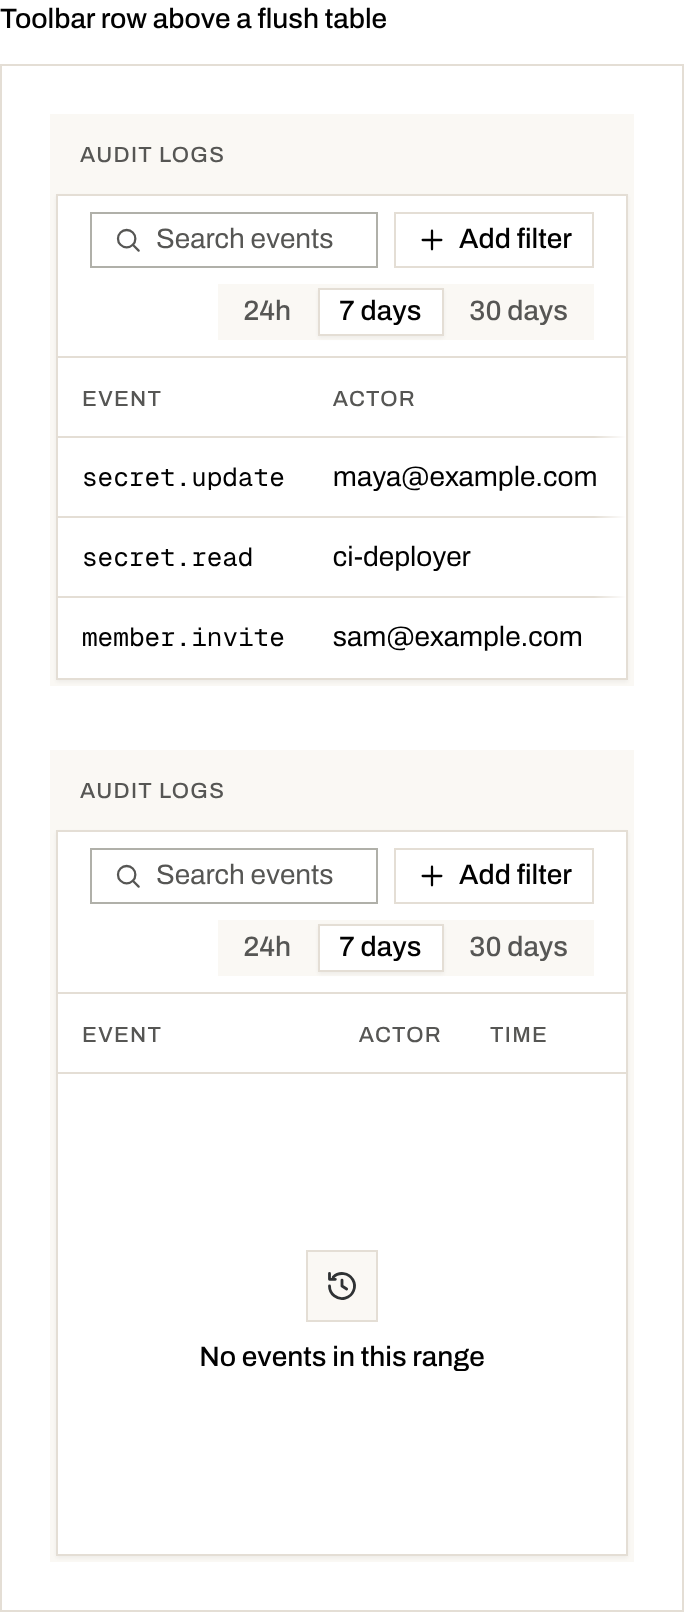 Toolbar row above a flush table
AUDIT LOGS
Search events Add filter
24h 7 days 30 days
EVENT ACTOR
secret.update maya@example.com
secret.read ci-deployer
member.invite sam@example.com
AUDIT LOGS
Search events Add filter
24h 7 days 30 days
EVENT ACTOR TIME
No events in this range